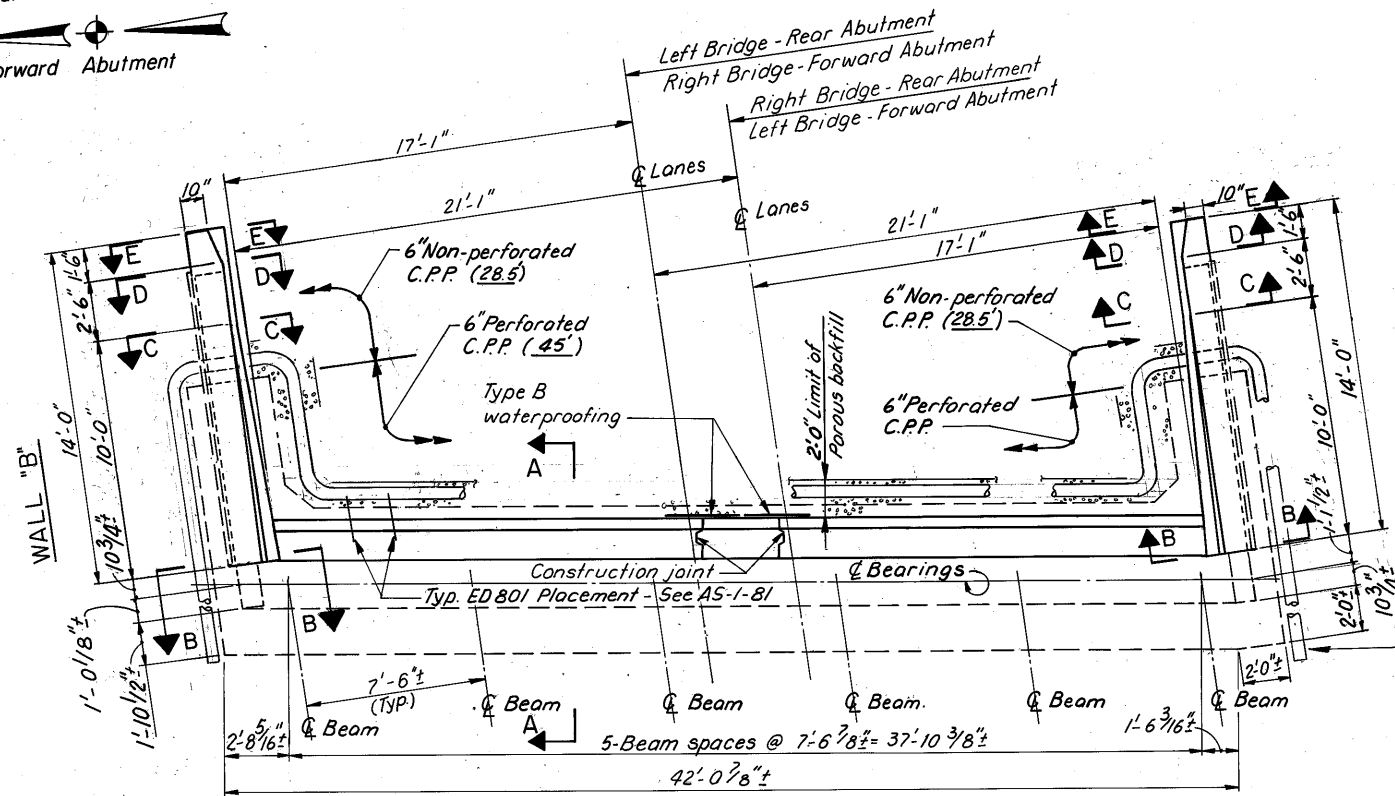 orward Abutment
Left Bridge - Rear Abutment
Right Bridge - Forward Abutment
Right Bridge - Rear Abutment
Left Bridge - Forward Abutment
17'-1"
21'-1"
℄ Lanes
℄ Lanes
21'-1"
17'-1"
10"
10"
E
E
E
E
D
D
D
D
C
C
C
C
1'-6"
2'-6"
10'-0"
14'-0"
10 3/4"±
WALL "B"
1'-6"
2'-6"
14'-0"
10'-0"
1'-1 1/2"±
6" Non-perforated
C.P.P. (28.5')
6" Perforated
C.P.P. (45')
Type B
waterproofing
6" Non-perforated
C.P.P. (28.5')
6" Perforated
C.P.P.
2'-0" Limit of
Porous backfill
A
B
B
Construction joint
℄ Bearings
Typ. ED801 Placement - See AS-1-81
B
B
1'-0 1/8"±
1'-10 1/2"±
2'-0"±
10 3/4"±
2'-0"±
7'-6"±
(Typ.)
℄ Beam
℄ Beam
℄ Beam
℄ Beam.
℄ Beam
℄ Beam
A
2'-8 5/16"±
5-Beam spaces @ 7'-6 7/8"± = 37'-10 3/8"±
1'-6 3/16"±
42'-0 7/8"±